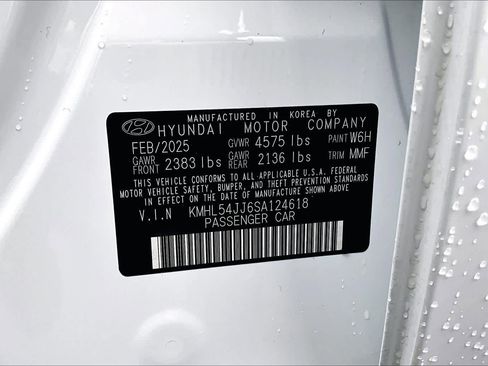 MANUFACTURED IN KOREA BY
HYUNDAI MOTOR COMPANY
FEB/2025 GVWR 4575 lbs PAINT W6H
GAWR FRONT 2383 lbs GAWR REAR 2136 lbs TRIM MMF
THIS VEHICLE CONFORMS TO ALL APPLICABLE U.S.A. FEDERAL
MOTOR VEHICLE SAFETY, BUMPER, AND THEFT PREVENTION STANDARDS
IN EFFECT ON THE DATE OF MANUFACTURE SHOWN ABOVE.
V.I.N KMHL54JJ6SA124618
PASSENGER CAR